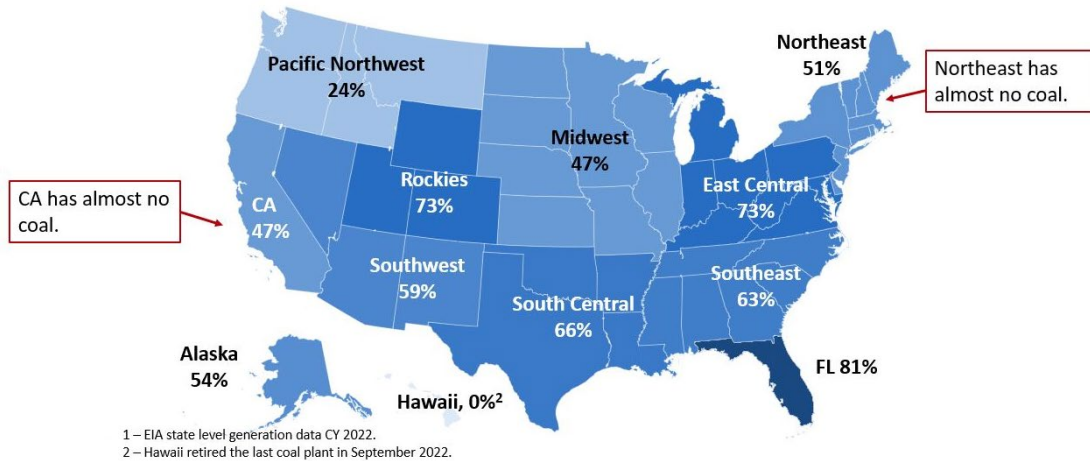 Pacific Northwest
24%
Northeast
51%
Northeast has
almost no coal.
Midwest
47%
Rockies
73%
East Central
73%
CA has almost no
coal.
CA
47%
Southwest
59%
South Central
66%
Southeast
63%
Alaska
54%
Hawaii, 0%²
FL 81%
1 – EIA state level generation data CY 2022.
2 – Hawaii retired the last coal plant in September 2022.